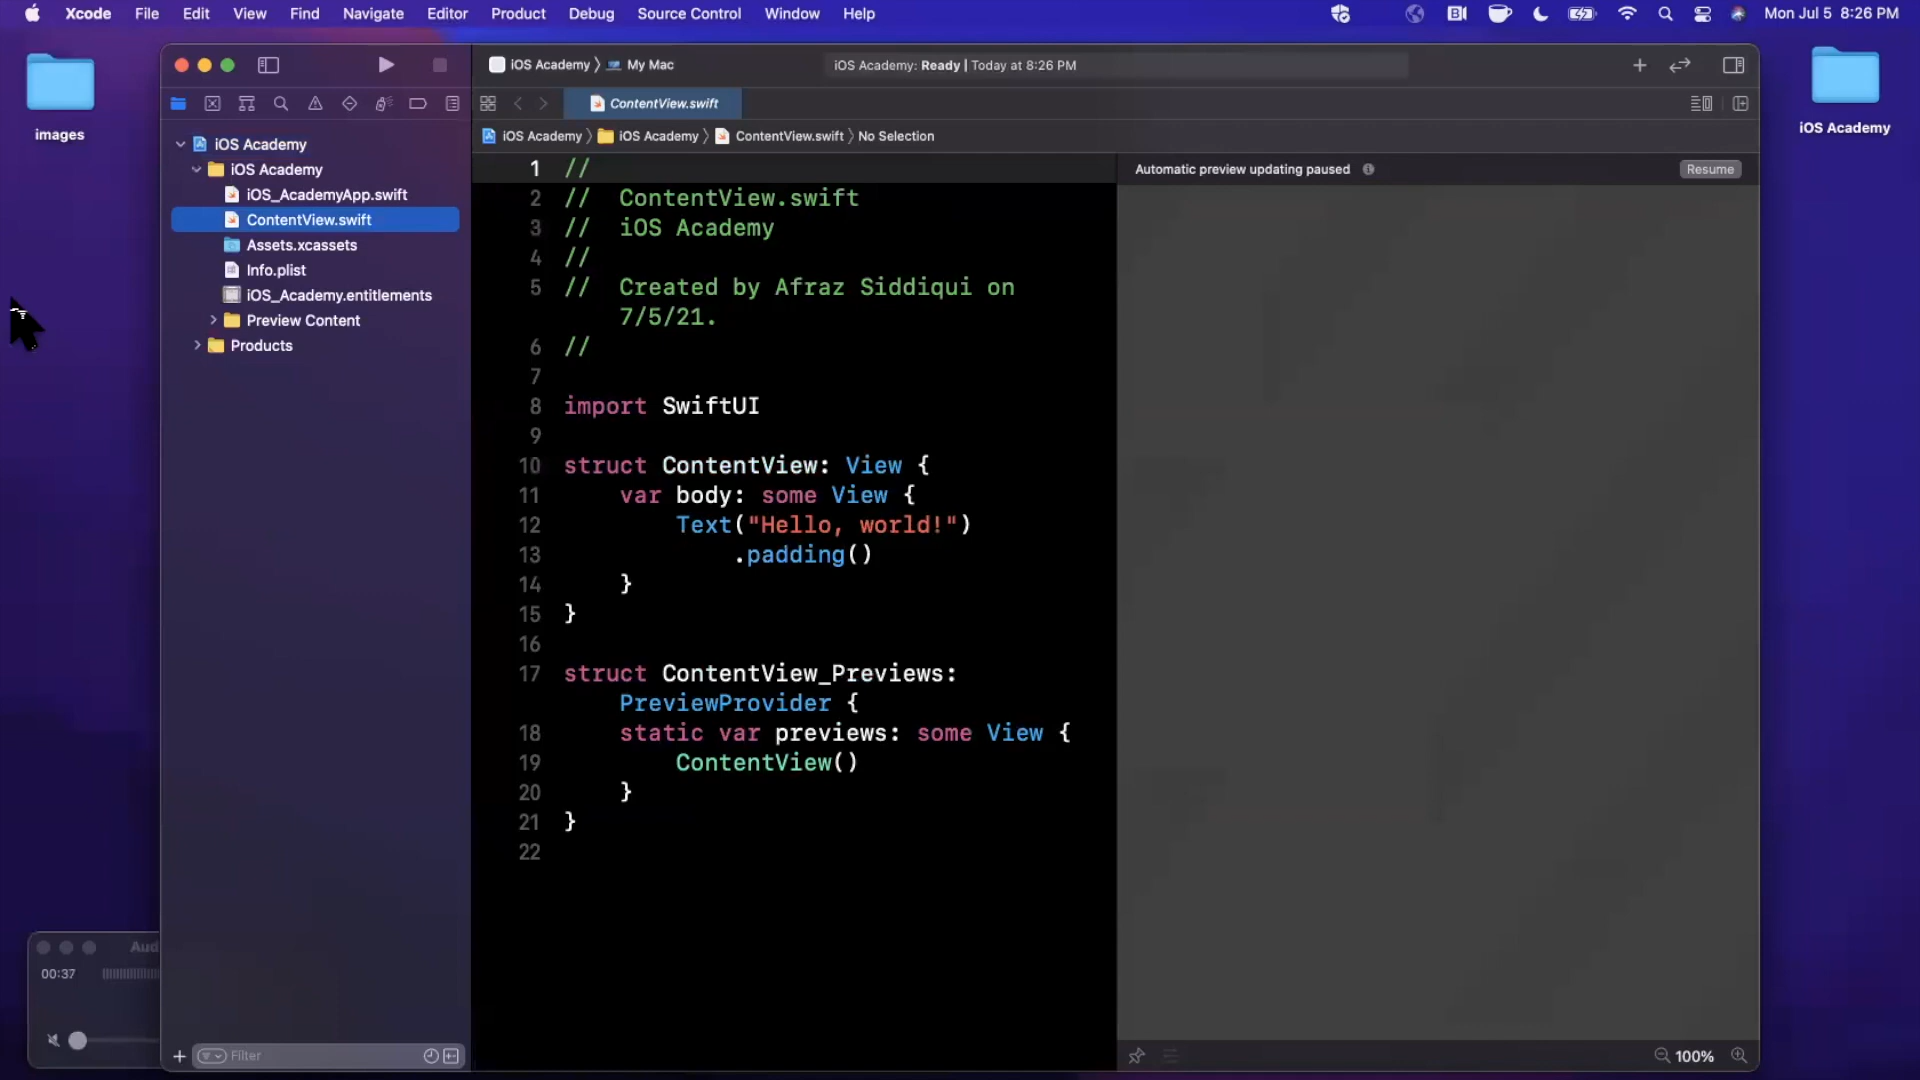 Xcode File Edit View Find Navigate Editor Product Debug Source Control Window Help Mon Jul 5 8:26 PM
images
iOS Academy
iOS Academy My Mac
iOS Academy: Ready | Today at 8:26 PM
ContentView.swift
iOS Academy iOS Academy ContentView.swift No Selection
iOS Academy
iOS Academy
iOS_AcademyApp.swift
ContentView.swift
Assets.xcassets
Info.plist
iOS_Academy.entitlements
Preview Content
Products
Filter
1 //
2 // ContentView.swift
3 // iOS Academy
4 //
5 // Created by Afraz Siddiqui on
7/5/21.
6 //
7
8 import SwiftUI
9
10 struct ContentView: View {
11 var body: some View {
12 Text("Hello, world!")
13 .padding()
14 }
15 }
16
17 struct ContentView_Previews:
PreviewProvider {
18 static var previews: some View {
19 ContentView()
20 }
21 }
22
Automatic preview updating paused
Resume
100%
Aud
00:37